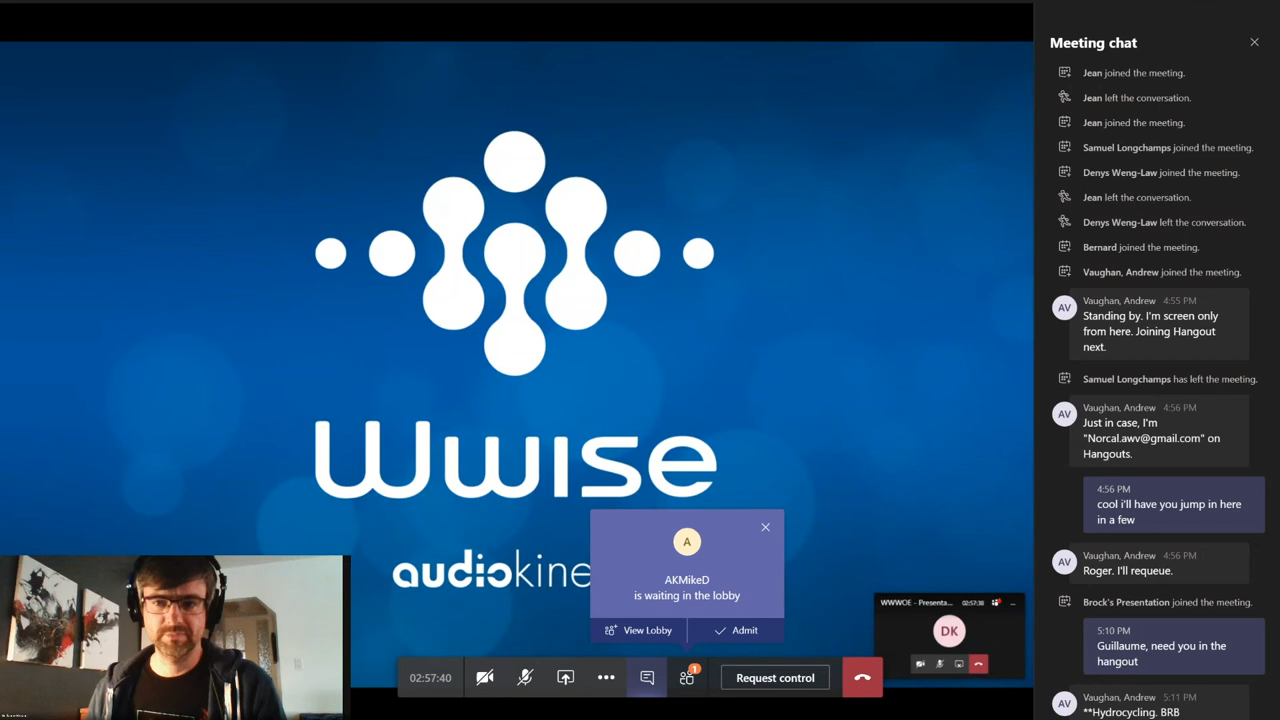 Wwise
audiokine
AKMikeD
is waiting in the lobby
A
View Lobby
Admit
WWWOE - Presenta...
02:57:38
DK
02:57:40
1
Request control
Meeting chat
Jean joined the meeting.
Jean left the conversation.
Jean joined the meeting.
Samuel Longchamps joined the meeting.
Denys Weng-Law joined the meeting.
Jean left the conversation.
Denys Weng-Law left the conversation.
Bernard joined the meeting.
Vaughan, Andrew joined the meeting.
AV
Vaughan, Andrew 4:55 PM
Standing by. I'm screen only
from here. Joining Hangout
next.
Samuel Longchamps has left the meeting.
AV
Vaughan, Andrew 4:56 PM
Just in case, I'm
"Norcal.awv@gmail.com" on
Hangouts.
4:56 PM
cool i'll have you jump in here
in a few
AV
Vaughan, Andrew 4:56 PM
Roger. I'll requeue.
Brock's Presentation joined the meeting.
5:10 PM
Guillaume, need you in the
hangout
AV
Vaughan, Andrew 5:11 PM
**Hydrocycling. BRB